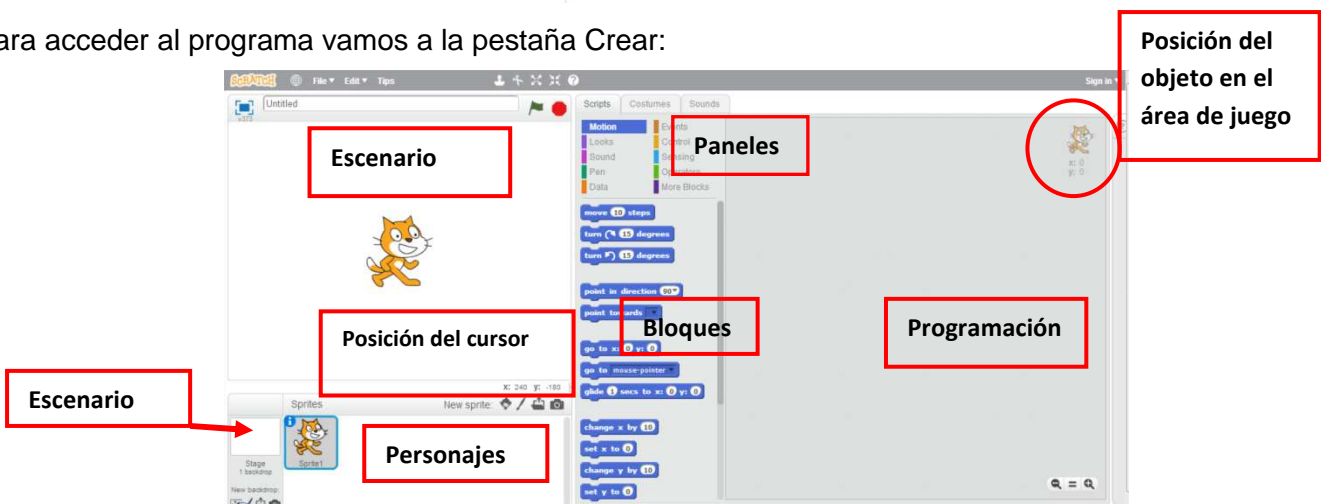 ara acceder al programa vamos a la pestaña Crear:
Posición del
objeto en el
área de juego
SCRATCH File Edit Tips Sign in
Untitled
v373
Scripts Costumes Sounds
Motion Events
Looks Control
Sound Sensing
Pen Operators
Data More Blocks
Escenario
Paneles
x: 0
y: 0
move 10 steps
turn 15 degrees
turn 15 degrees
point in direction 90
point towards
go to x: 0 y: 0
go to mouse-pointer
glide 1 secs to x: 0 y: 0
change x by 10
set x to 0
change y by 10
set y to 0
Posición del cursor
Bloques
Programación
X: 240 y: -180
Escenario
Sprites New sprite:
Personajes
Sprite1
Stage
1 backdrop
New backdrop: